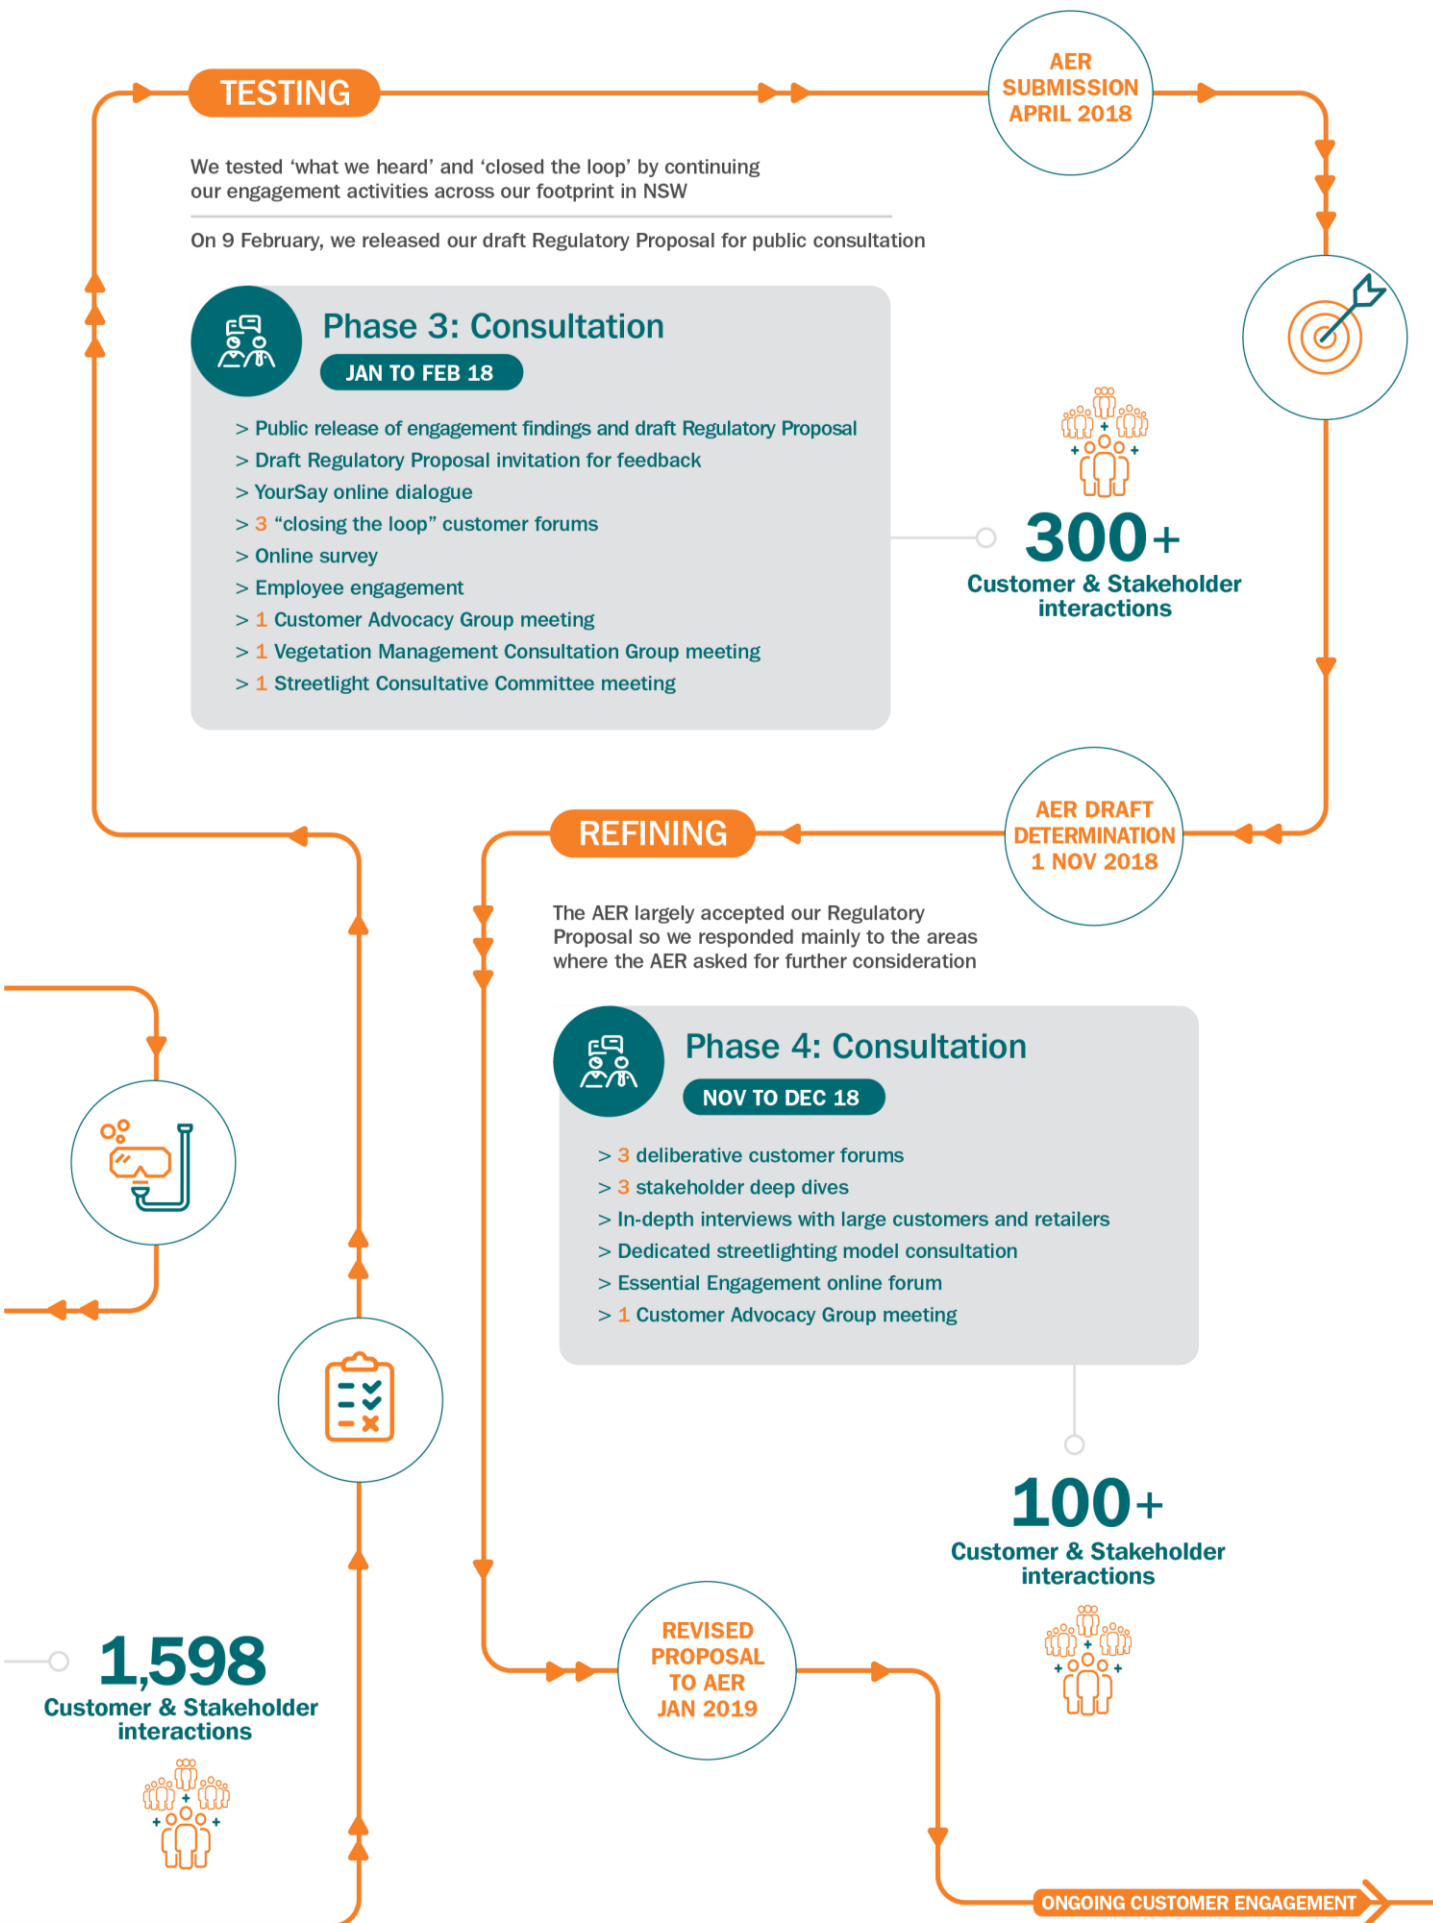 TESTING
AER
SUBMISSION
APRIL 2018
We tested ‘what we heard’ and ‘closed the loop’ by continuing
our engagement activities across our footprint in NSW
On 9 February, we released our draft Regulatory Proposal for public consultation
Phase 3: Consultation
JAN TO FEB 18
> Public release of engagement findings and draft Regulatory Proposal
> Draft Regulatory Proposal invitation for feedback
> YourSay online dialogue
> 3 “closing the loop” customer forums
> Online survey
> Employee engagement
> 1 Customer Advocacy Group meeting
> 1 Vegetation Management Consultation Group meeting
> 1 Streetlight Consultative Committee meeting
300+
Customer & Stakeholder
interactions
AER DRAFT
DETERMINATION
1 NOV 2018
REFINING
The AER largely accepted our Regulatory
Proposal so we responded mainly to the areas
where the AER asked for further consideration
Phase 4: Consultation
NOV TO DEC 18
> 3 deliberative customer forums
> 3 stakeholder deep dives
> In-depth interviews with large customers and retailers
> Dedicated streetlighting model consultation
> Essential Engagement online forum
> 1 Customer Advocacy Group meeting
100+
Customer & Stakeholder
interactions
1,598
Customer & Stakeholder
interactions
REVISED
PROPOSAL
TO AER
JAN 2019
ONGOING CUSTOMER ENGAGEMENT